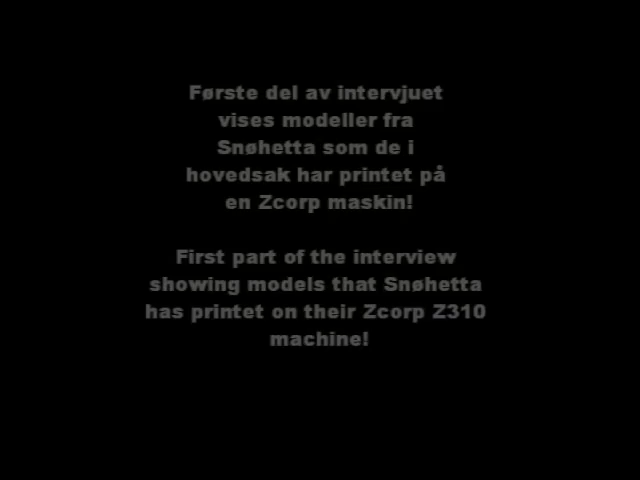 Første del av intervjuet
vises modeller fra
Snøhetta som de i
hovedsak har printet på
en Zcorp maskin!
First part of the interview
showing models that Snøhetta
has printet on their Zcorp Z310
machine!